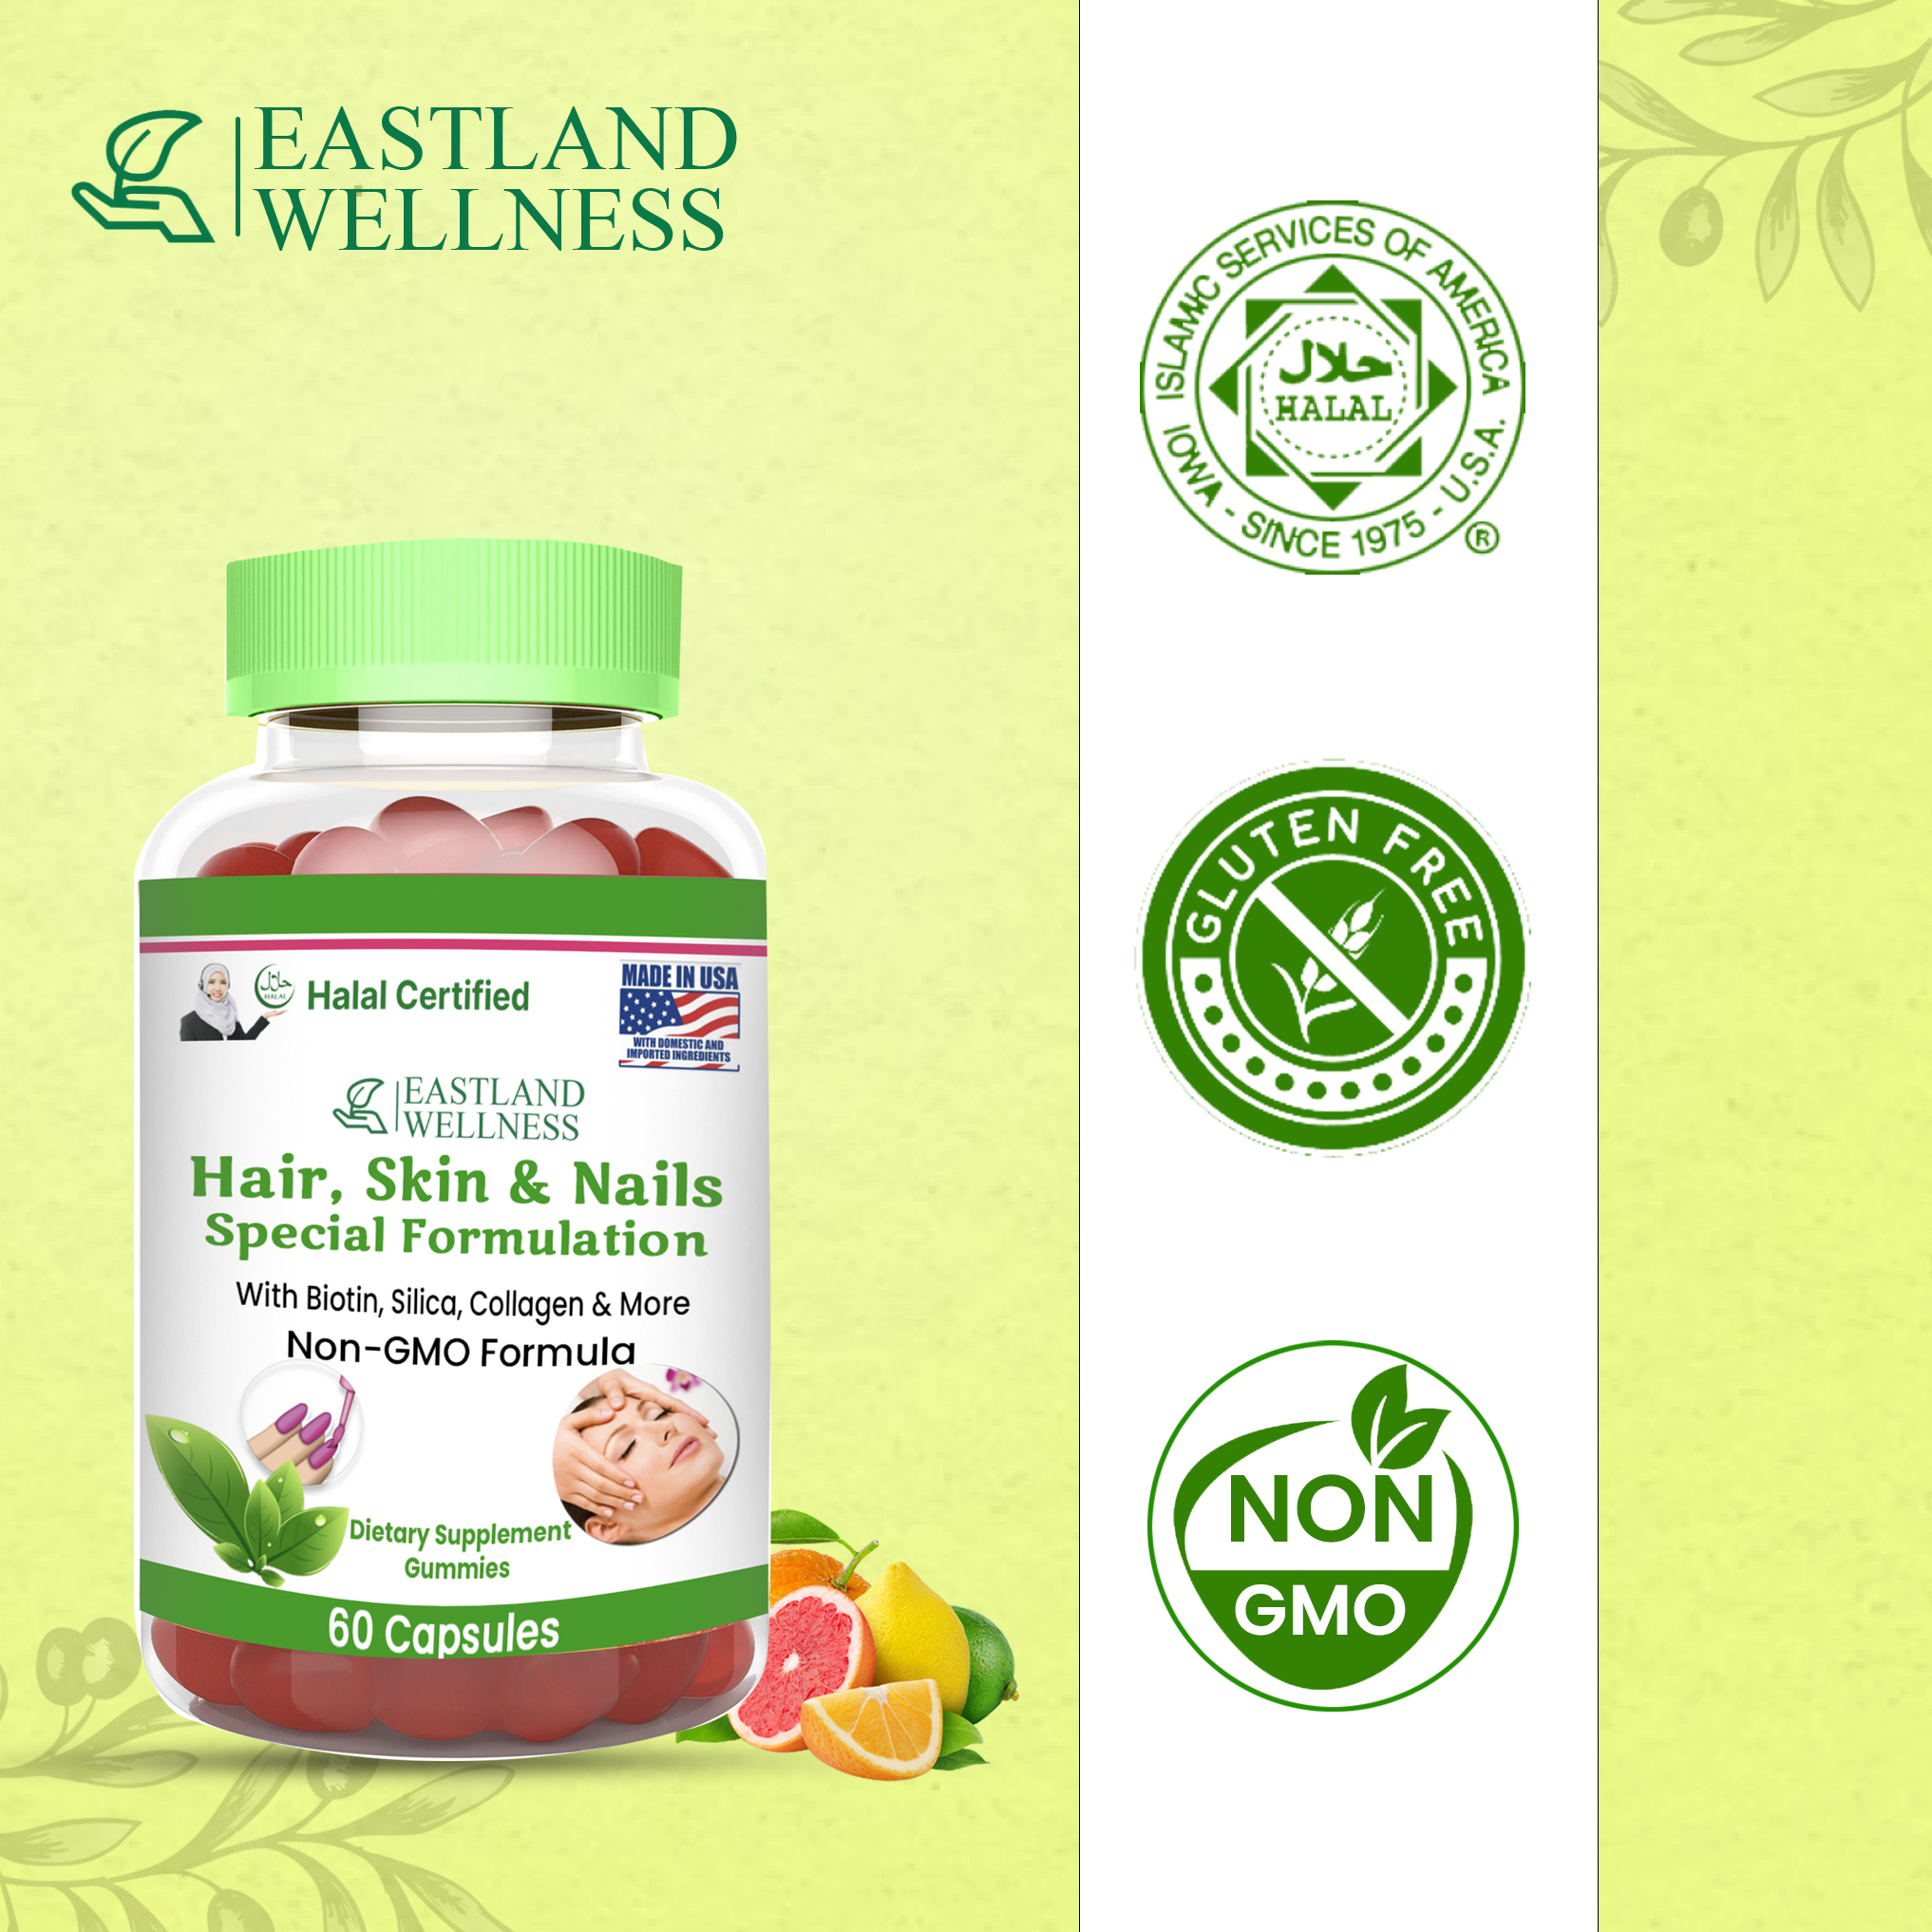 EASTLAND
WELLNESS
حلال
HALAL
Halal Certified
MADE IN USA
WITH DOMESTIC AND
IMPORTED INGREDIENTS
EASTLAND
WELLNESS
Hair, Skin & Nails
Special Formulation
With Biotin, Silica, Collagen & More
Non-GMO Formula
Dietary Supplement
Gummies
60 Capsules
ISLAMIC SERVICES OF AMERICA
حلال
HALAL
IOWA - SINCE 1975 - U.S.A.
®
GLUTEN FREE
NON
GMO